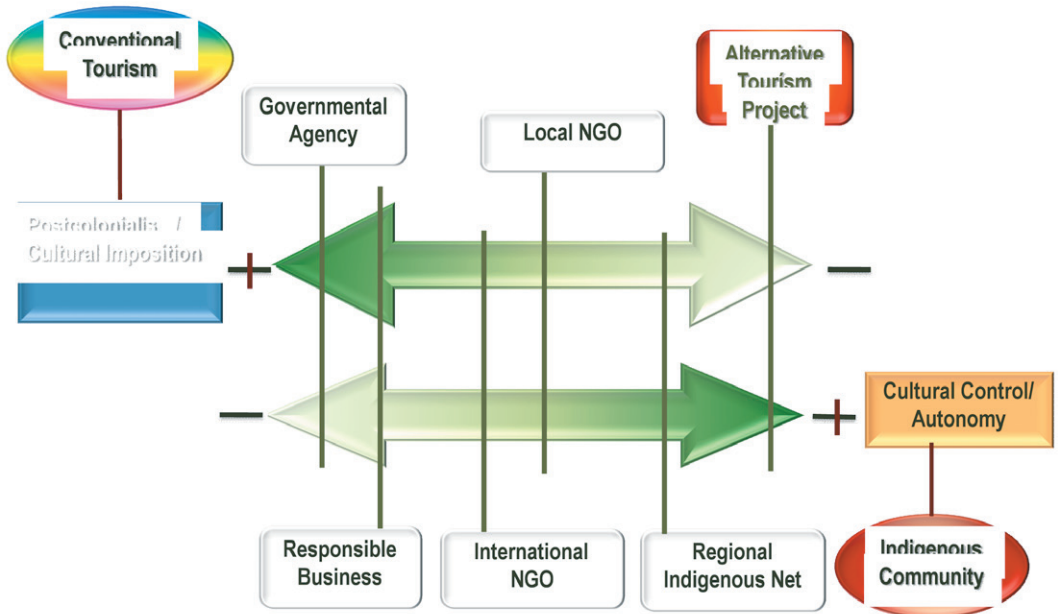 Conventional
Tourism
Governmental
Agency
Local NGO
Alternative
Tourism
Project
Postcolonialis /
Cultural Imposition
+
—
—
+
Cultural Control/
Autonomy
Responsible
Business
International
NGO
Regional
Indigenous Net
Indigenous
Community